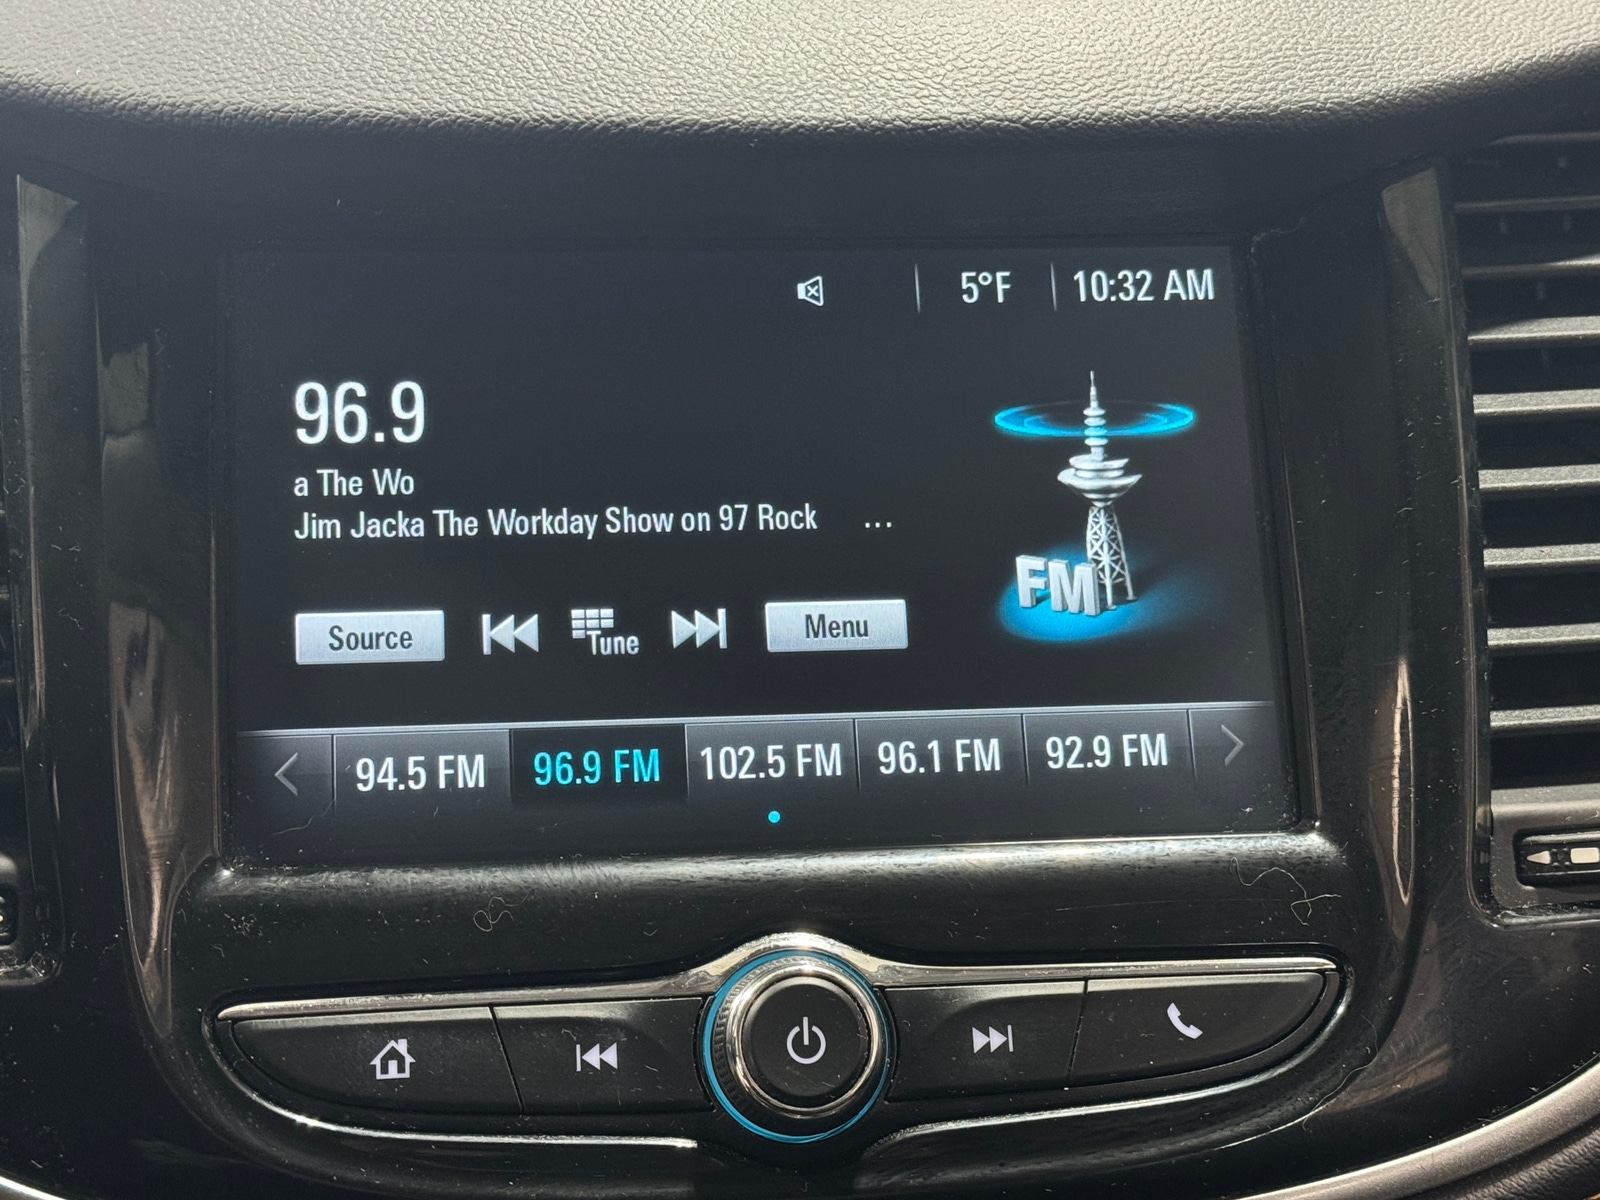 5°F 10:32 AM
96.9
a The Wo
Jim Jacka The Workday Show on 97 Rock ...
FM
Source Tune Menu
94.5 FM 96.9 FM 102.5 FM 96.1 FM 92.9 FM